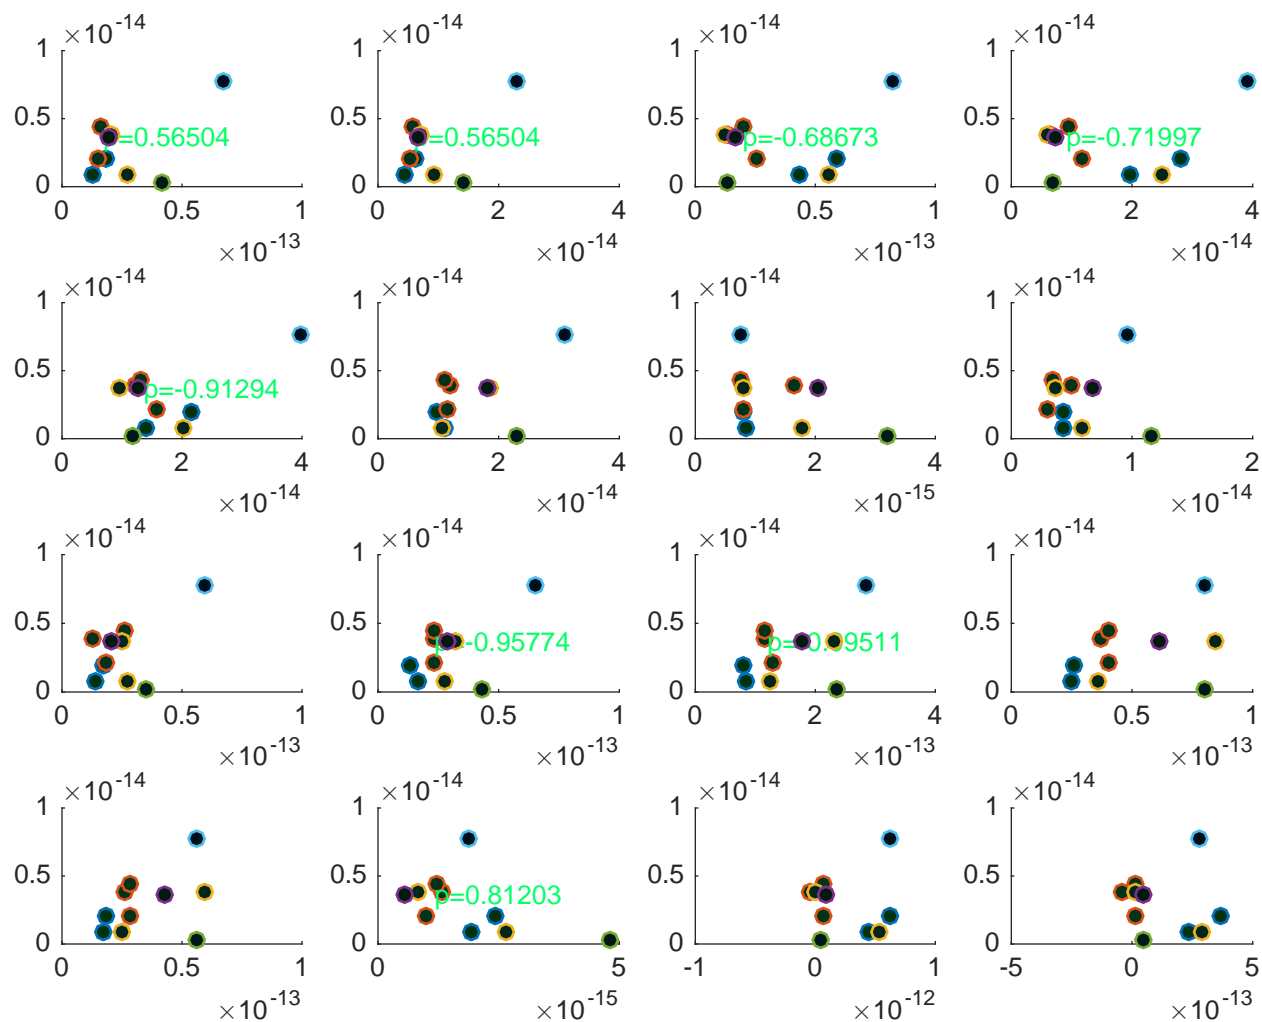 ×10-14 ×10-14 ×10-14 ×10-14
1 1 1 1
0.5 0.5 0.5 0.5
p=0.56504 p=0.56504 p=-0.68673 p=-0.71997
0 0 0 0
0 0.5 1 0 2 4 0 0.5 1 0 2 4
×10-13 ×10-14 ×10-13 ×10-14
×10-14 ×10-14 ×10-14 ×10-14
1 1 1 1
0.5 0.5 0.5 0.5
p=-0.91294
0 0 0 0
0 2 4 0 2 4 0 2 4 0 1 2
×10-14 ×10-14 ×10-15 ×10-14
×10-14 ×10-14 ×10-14 ×10-14
1 1 1 1
0.5 0.5 0.5 0.5
p=-0.95774
0 0 0 0
0 0.5 1 0 0.5 1 0 2 4 0 0.5 1
×10-13 ×10-13 ×10-13 ×10-13
×10-14 ×10-14 ×10-14 ×10-14
1 1 1 1
0.5 0.5 0.5 0.5
p=0.81203
0 0 0 0
0 0.5 1 0 5 -1 0 1 -5 0 5
×10-13 ×10-15 ×10-12 ×10-13